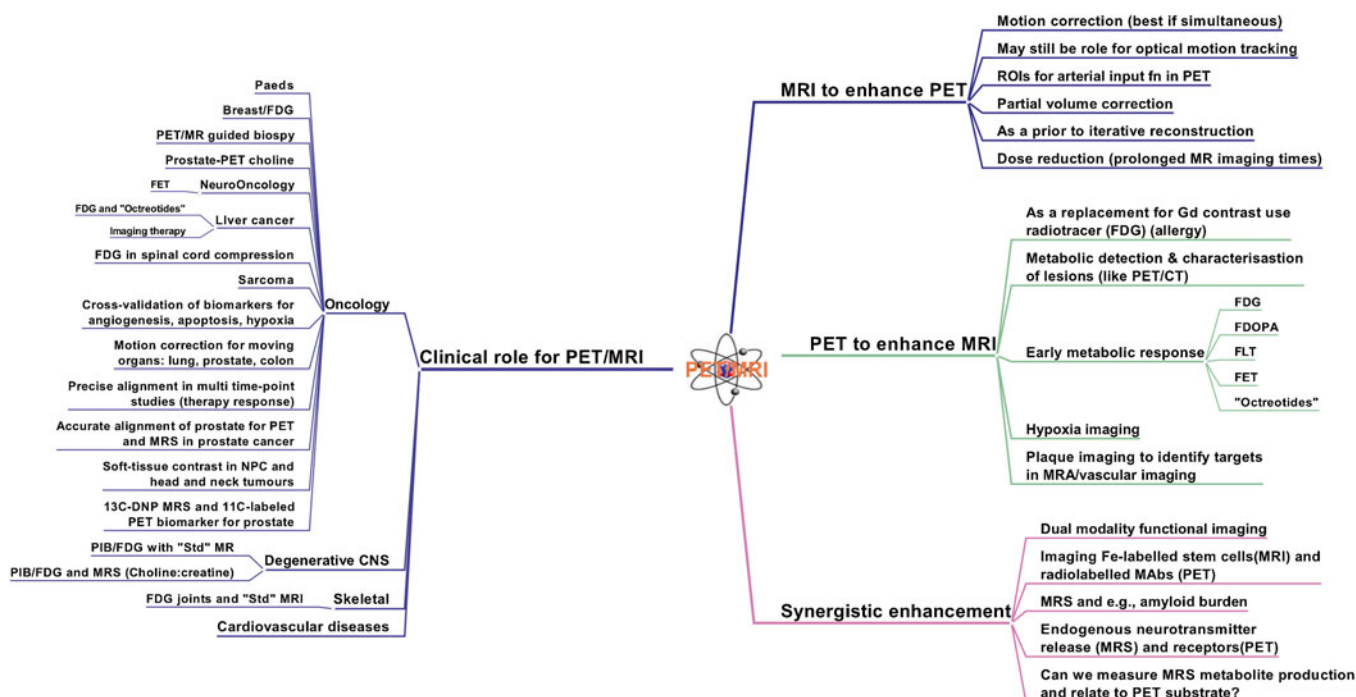 Paeds
Breast/FDG
PET/MR guided biospy
Prostate-PET choline
FET
NeuroOncology
FDG and "Octreotides"
Imaging therapy
LIver cancer
FDG in spinal cord compression
Sarcoma
Cross-validation of biomarkers for
angiogenesis, apoptosis, hypoxia
Motion correction for moving
organs: lung, prostate, colon
Precise alignment in multi time-point
studies (therapy response)
Accurate alignment of prostate for PET
and MRS in prostate cancer
Soft-tissue contrast in NPC and
head and neck tumours
13C-DNP MRS and 11C-labeled
PET biomarker for prostate
Oncology
PIB/FDG with "Std" MR
PIB/FDG and MRS (Choline:creatine)
Degenerative CNS
FDG joints and "Std" MRI
Skeletal
Cardiovascular diseases
Clinical role for PET/MRI
PET/MRI
MRI to enhance PET
Motion correction (best if simultaneous)
May still be role for optical motion tracking
ROIs for arterial input fn in PET
Partial volume correction
As a prior to iterative reconstruction
Dose reduction (prolonged MR imaging times)
PET to enhance MRI
As a replacement for Gd contrast use
radiotracer (FDG) (allergy)
Metabolic detection & characterisastion
of lesions (like PET/CT)
Early metabolic response
FDG
FDOPA
FLT
FET
"Octreotides"
Hypoxia imaging
Plaque imaging to identify targets
in MRA/vascular imaging
Synergistic enhancement
Dual modality functional imaging
Imaging Fe-labelled stem cells(MRI) and
radiolabelled MAbs (PET)
MRS and e.g., amyloid burden
Endogenous neurotransmitter
release (MRS) and receptors(PET)
Can we measure MRS metabolite production
and relate to PET substrate?